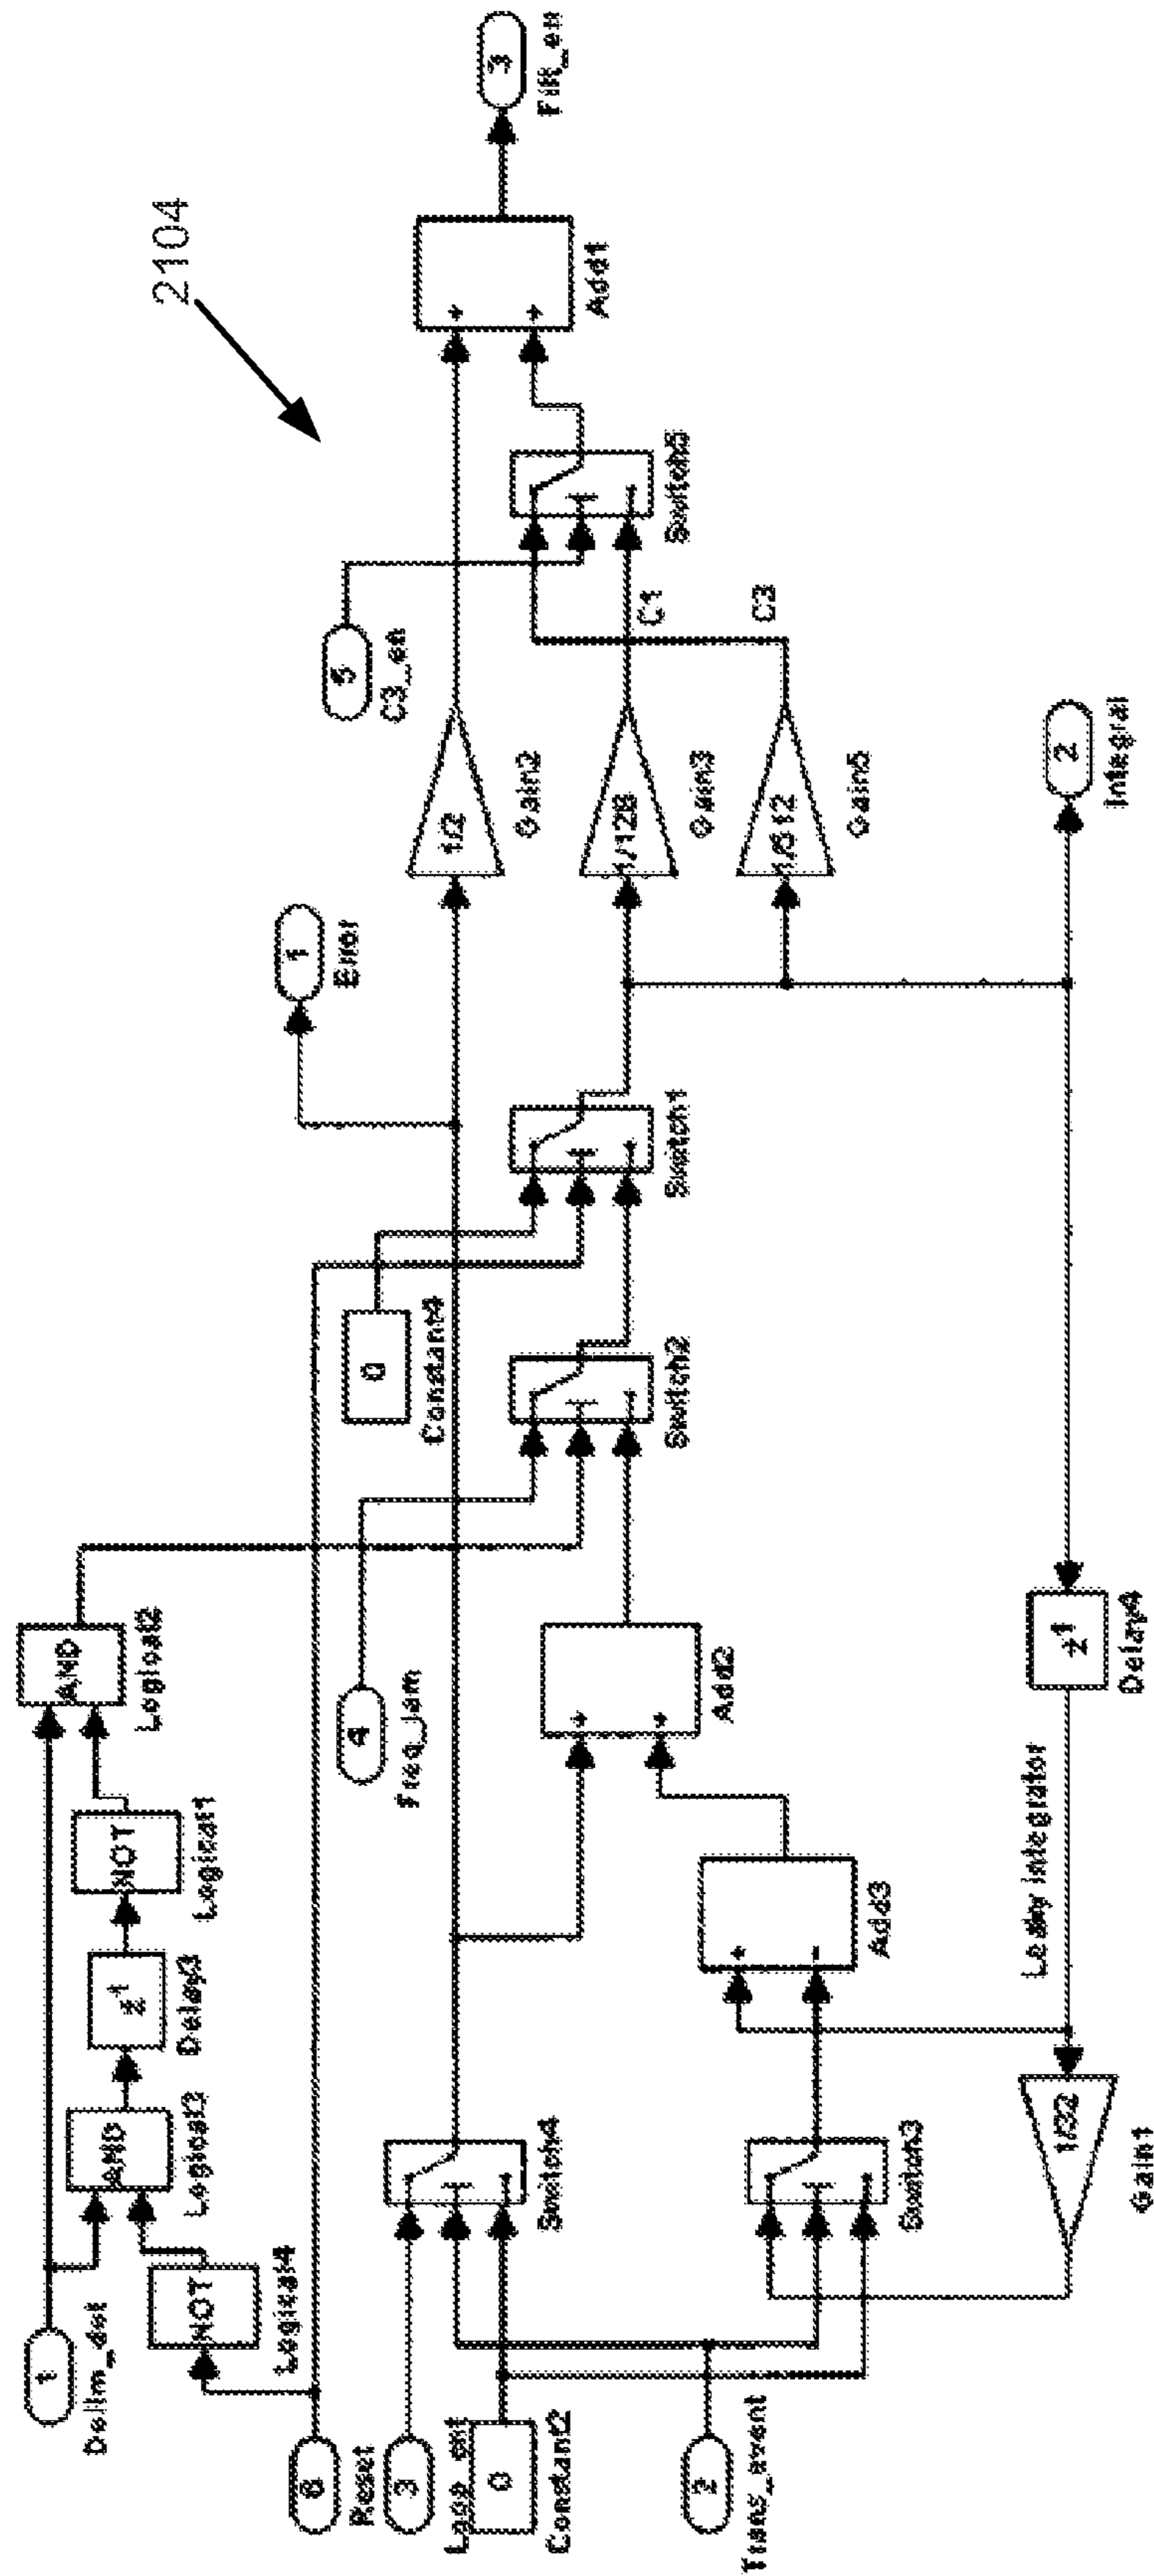 2104
1
Delim_det
NOT
Logical4
AND
Logical3
z-1
Delay3
NOT
Logical1
AND
Logical2
6
Reset
3
0
Constant2
2
Trans_event
Switch4
Switch3
1/32
Gain1
Leaky integrator
Add3
Add2
4
Freq_jam
0
Constant4
Switch2
Switch1
z-1
Delay4
1
Error
1/2
Gain2
1/128
Gain3
1/512
Gain5
2
Integral
5
C3_en
C1
C3
Switch5
Add1
3